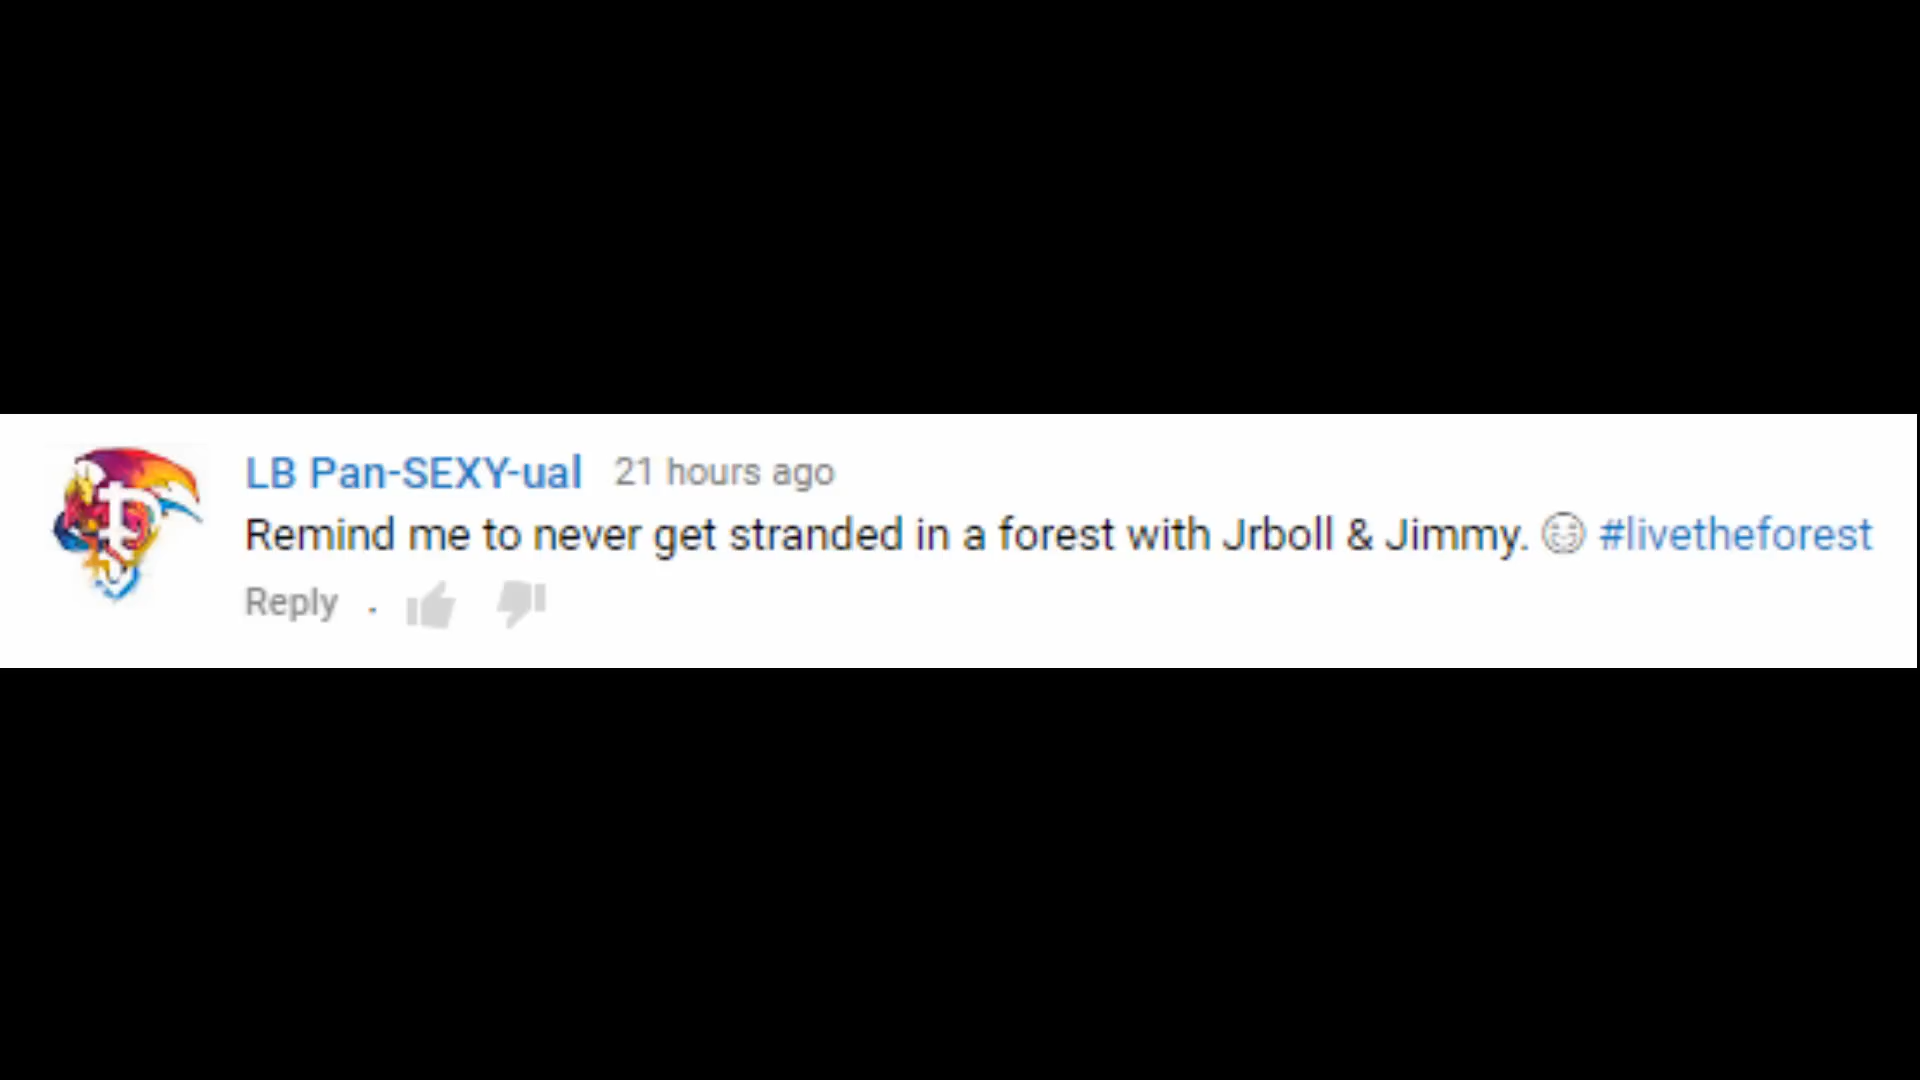 LB Pan-SEXY-ual 21 hours ago
Remind me to never get stranded in a forest with Jrboll & Jimmy. 😂 #livetheforest
Reply .